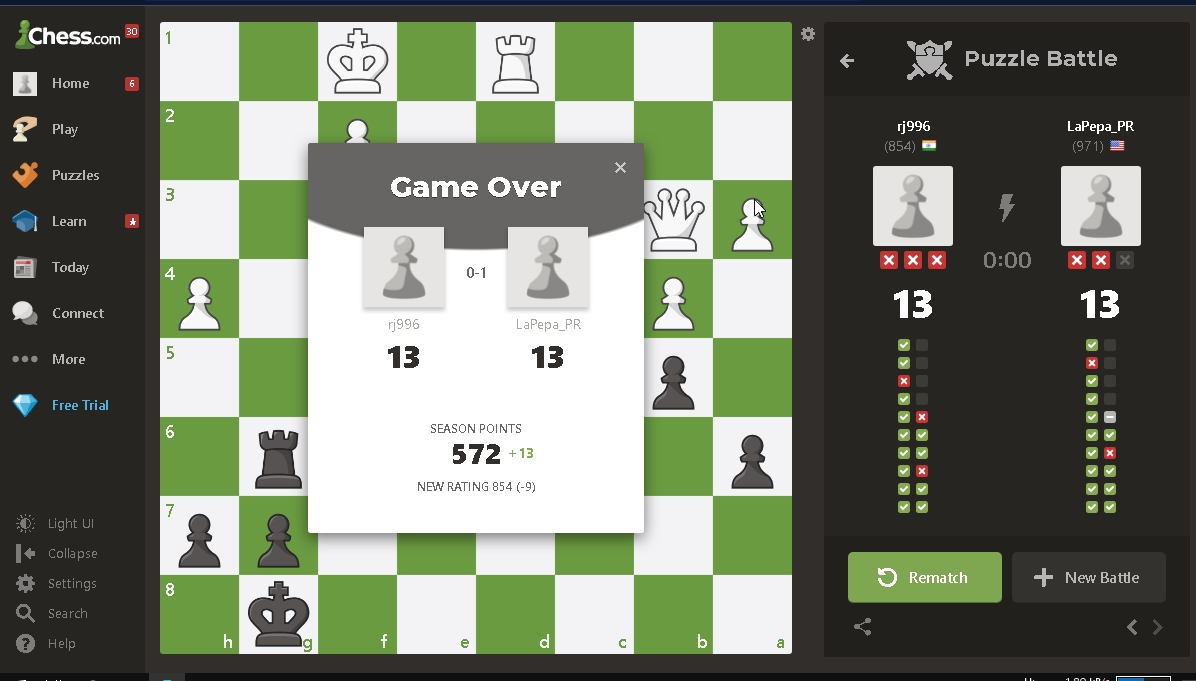 Chess.com
30
Home
6
Play
Puzzles
Learn
Today
Connect
More
Free Trial
Light UI
Collapse
Settings
Search
Help
1
2
3
4
5
6
7
8
h
g
f
e
d
c
b
a
Game Over
0-1
rj996
LaPepa_PR
13
13
SEASON POINTS
572 +13
NEW RATING 854 (-9)
Puzzle Battle
rj996
LaPepa_PR
(854)
(971)
0:00
13
13
Rematch
New Battle